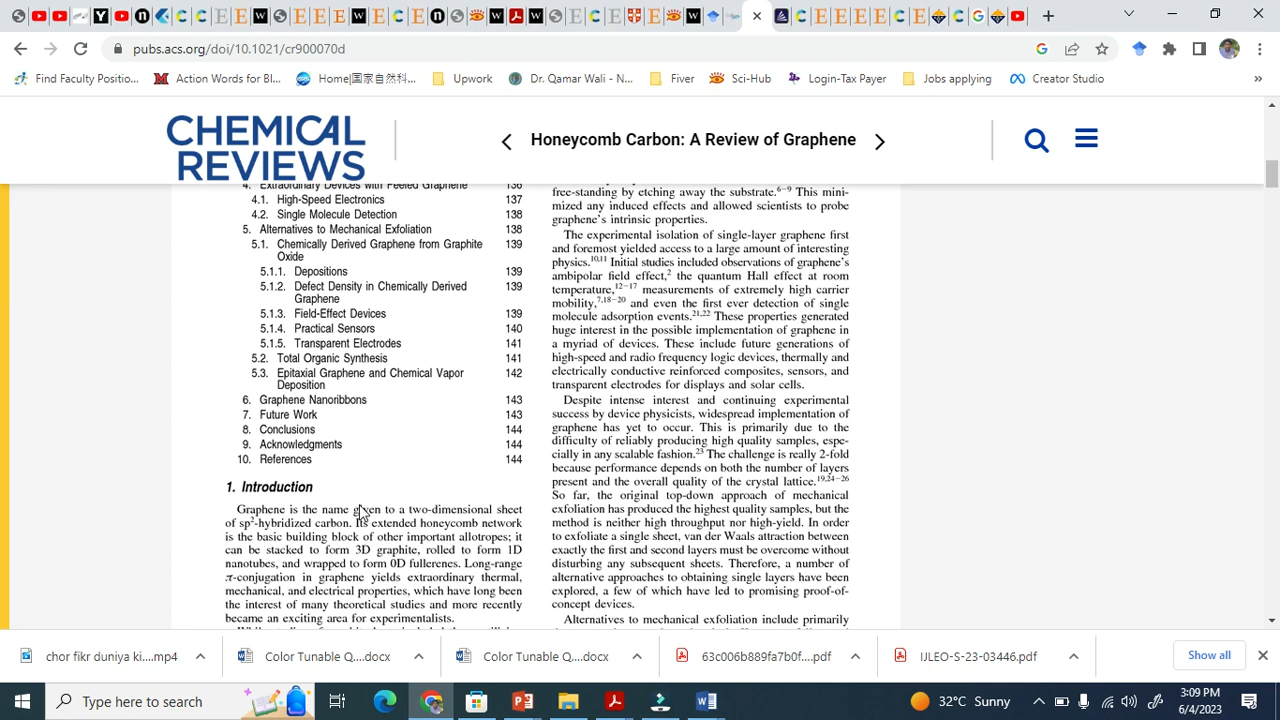 pubs.acs.org/doi/10.1021/cr900070d
Find Faculty Positio...
Action Words for Bl...
Home|国家自然科...
Upwork
Dr. Qamar Wali - N...
Fiver
Sci-Hub
Login-Tax Payer
Jobs applying
Creator Studio
»
CHEMICAL
REVIEWS
Honeycomb Carbon: A Review of Graphene
4. Extraordinary Devices with Peeled Graphene 136
4.1. High-Speed Electronics 137
4.2. Single Molecule Detection 138
5. Alternatives to Mechanical Exfoliation 138
5.1. Chemically Derived Graphene from Graphite 139
Oxide
5.1.1. Depositions 139
5.1.2. Defect Density in Chemically Derived 139
Graphene
5.1.3. Field-Effect Devices 139
5.1.4. Practical Sensors 140
5.1.5. Transparent Electrodes 141
5.2. Total Organic Synthesis 141
5.3. Epitaxial Graphene and Chemical Vapor 142
Deposition
6. Graphene Nanoribbons 143
7. Future Work 143
8. Conclusions 144
9. Acknowledgments 144
10. References 144
1. Introduction
Graphene is the name given to a two-dimensional sheet
of sp2-hybridized carbon. Its extended honeycomb network
is the basic building block of other important allotropes; it
can be stacked to form 3D graphite, rolled to form 1D
nanotubes, and wrapped to form 0D fullerenes. Long-range
π-conjugation in graphene yields extraordinary thermal,
mechanical, and electrical properties, which have long been
the interest of many theoretical studies and more recently
became an exciting area for experimentalists.
free-standing by etching away the substrate.6−9 This mini-
mized any induced effects and allowed scientists to probe
graphene's intrinsic properties.
The experimental isolation of single-layer graphene first
and foremost yielded access to a large amount of interesting
physics.10,11 Initial studies included observations of graphene's
ambipolar field effect,2 the quantum Hall effect at room
temperature,12−17 measurements of extremely high carrier
mobility,7,18−20 and even the first ever detection of single
molecule adsorption events.21,22 These properties generated
huge interest in the possible implementation of graphene in
a myriad of devices. These include future generations of
high-speed and radio frequency logic devices, thermally and
electrically conductive reinforced composites, sensors, and
transparent electrodes for displays and solar cells.
Despite intense interest and continuing experimental
success by device physicists, widespread implementation of
graphene has yet to occur. This is primarily due to the
difficulty of reliably producing high quality samples, espe-
cially in any scalable fashion.23 The challenge is really 2-fold
because performance depends on both the number of layers
present and the overall quality of the crystal lattice.19,24−26
So far, the original top-down approach of mechanical
exfoliation has produced the highest quality samples, but the
method is neither high throughput nor high-yield. In order
to exfoliate a single sheet, van der Waals attraction between
exactly the first and second layers must be overcome without
disturbing any subsequent sheets. Therefore, a number of
alternative approaches to obtaining single layers have been
explored, a few of which have led to promising proof-of-
concept devices.
Alternatives to mechanical exfoliation include primarily
chor fikr duniya ki....mp4
Color Tunable Q....docx
Color Tunable Q....docx
63c006b889fa7b0f....pdf
IJLEO-S-23-03446.pdf
Show all
Type here to search
32°C Sunny
3:09 PM
6/4/2023